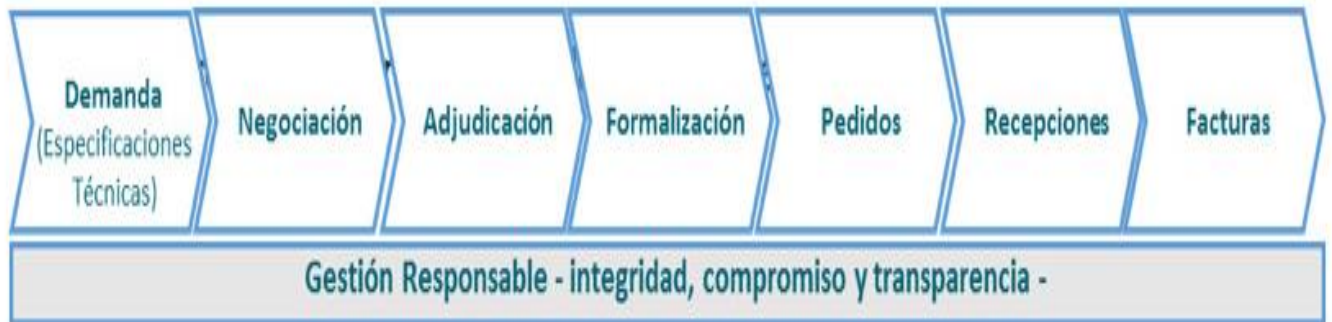 Demanda
(Especificaciones
Técnicas)
Negociación
Adjudicación
Formalización
Pedidos
Recepciones
Facturas
Gestión Responsable - integridad, compromiso y transparencia -